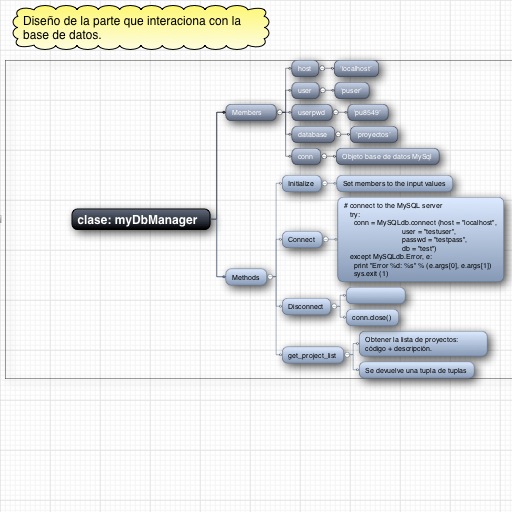 Diseño de la parte que interaciona con la
base de datos.
host
'localhost'
user
'puser'
Members
userpwd
'pu8549'
database
'proyectos'
conn
Objeto base de datos MySql
Initialize
Set members to the input values
clase: myDbManager
# connect to the MySQL server
try:
conn = MySQLdb.connect (host = "localhost",
user = "testuser",
passwd = "testpass",
db = "test")
except MySQLdb.Error, e:
print "Error %d: %s" % (e.args[0], e.args[1])
sys.exit (1)
Connect
Methods
Disconnect
conn.close()
get_project_list
Obtener la lista de proyectos:
código + descripción.
Se devuelve una tupla de tuplas